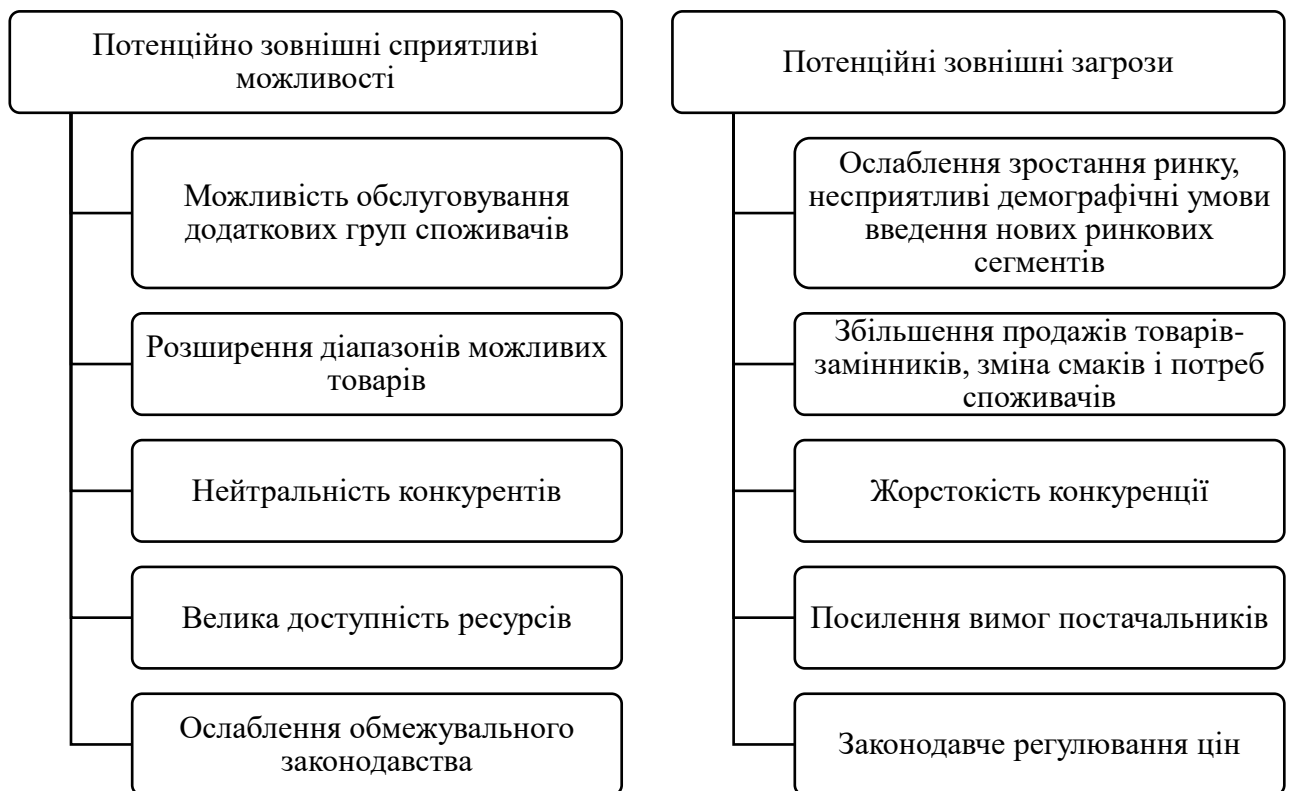 Потенційно зовнішні сприятливі
можливості
Можливість обслуговування
додаткових груп споживачів
Розширення діапазонів можливих
товарів
Нейтральність конкурентів
Велика доступність ресурсів
Ослаблення обмежувального
законодавства
Потенційні зовнішні загрози
Ослаблення зростання ринку,
несприятливі демографічні умови
введення нових ринкових
сегментів
Збільшення продажів товарів-
замінників, зміна смаків і потреб
споживачів
Жорстокість конкуренції
Посилення вимог постачальників
Законодавче регулювання цін